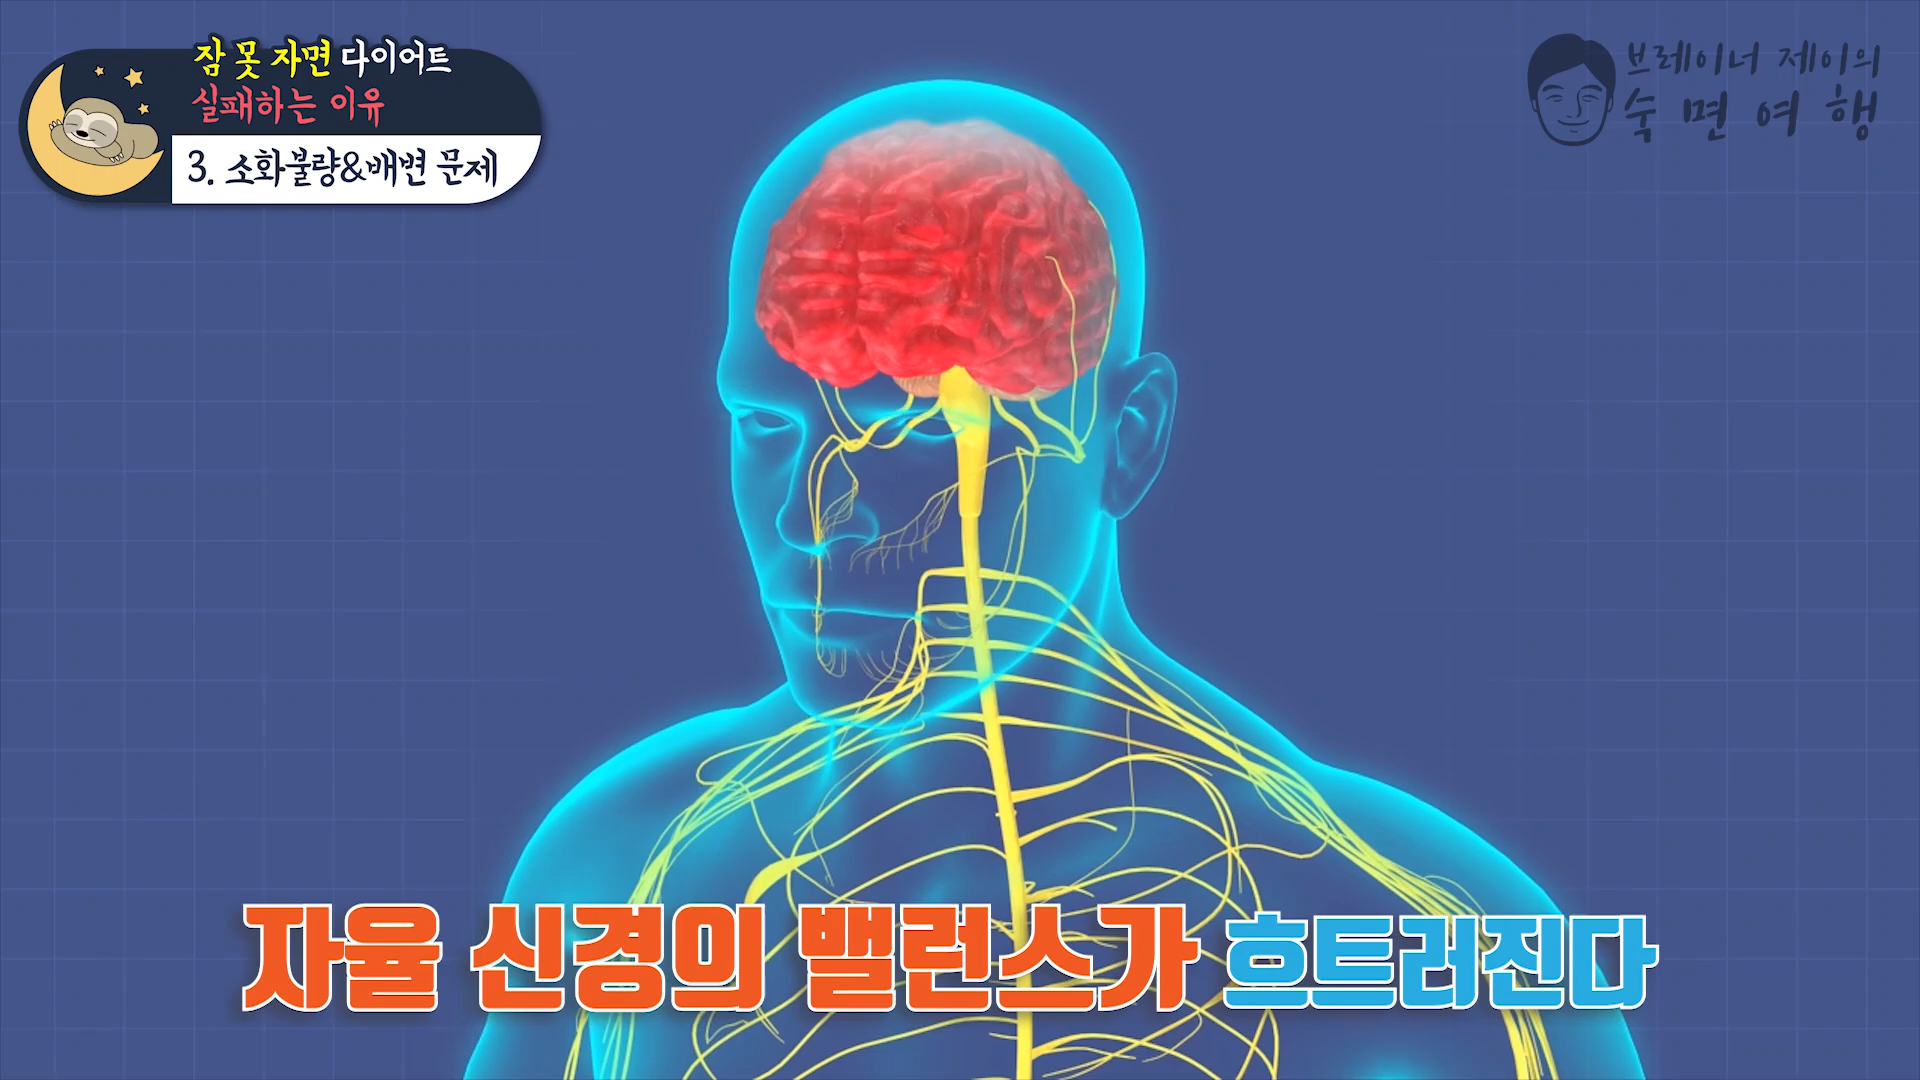 잠 못 자면 다이어트
실패하는 이유
3. 소화불량&배변 문제
브레이너 제이의
숙면여행
자율 신경의 밸런스가 흐트러진다